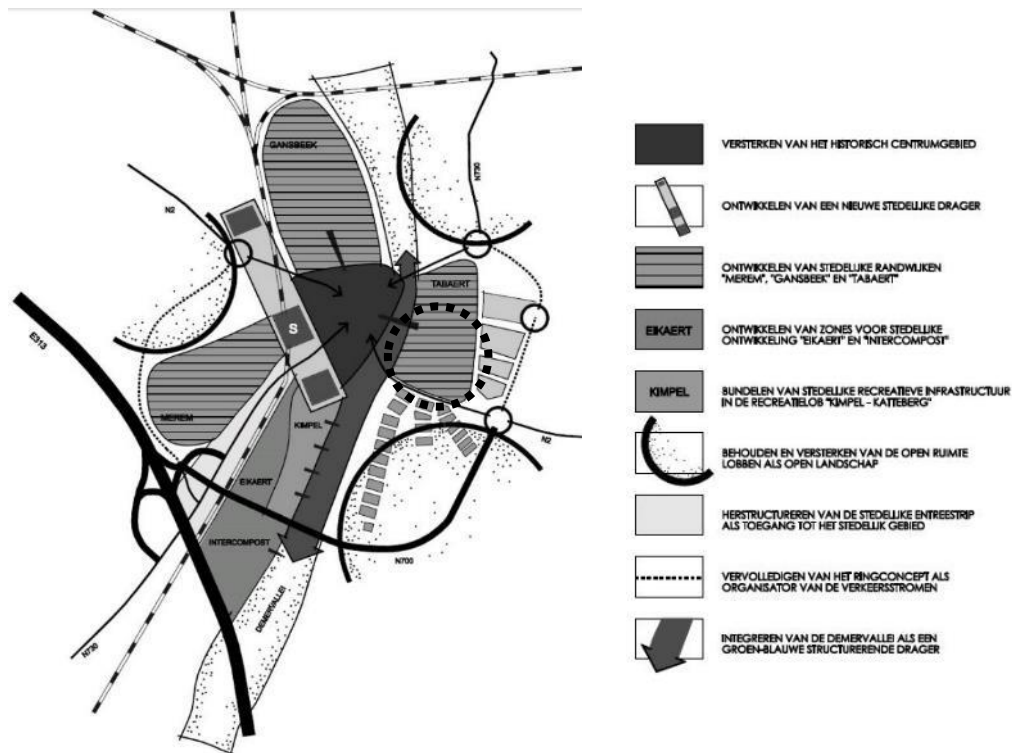 GANSBEEK
N730
N2
TABAERT
S
E313
MEREM
KIMPEL
N2
EIKAERT
INTERCOMPOST
N700
DEMERVALLEI
N730
VERSTERKEN VAN HET HISTORISCH CENTRUMGEBIED
ONTWIKKELEN VAN EEN NIEUWE STEDELIJKE DRAGER
ONTWIKKELEN VAN STEDELIJKE RANDWIJKEN
"MEREM", "GANSBEEK" EN "TABAERT"
EIKAERT
ONTWIKKELEN VAN ZONES VOOR STEDELIJKE
ONTWIKKELING "EIKAERT" EN "INTERCOMPOST"
KIMPEL
BUNDELEN VAN STEDELIJKE RECREATIEVE INFRASTRUCTUUR
IN DE RECREATIELOB "KIMPEL - KATTEBERG"
BEHOUDEN EN VERSTERKEN VAN DE OPEN RUIMTE
LOBBEN ALS OPEN LANDSCHAP
HERSTRUCTUREREN VAN DE STEDELIJKE ENTREESTRIP
ALS TOEGANG TOT HET STEDELIJK GEBIED
VERVOLLEDIGEN VAN HET RINGCONCEPT ALS
ORGANISATOR VAN DE VERKEERSSTROMEN
INTEGREREN VAN DE DEMERVALLEI ALS EEN
GROEN-BLAUWE STRUCTURERENDE DRAGER